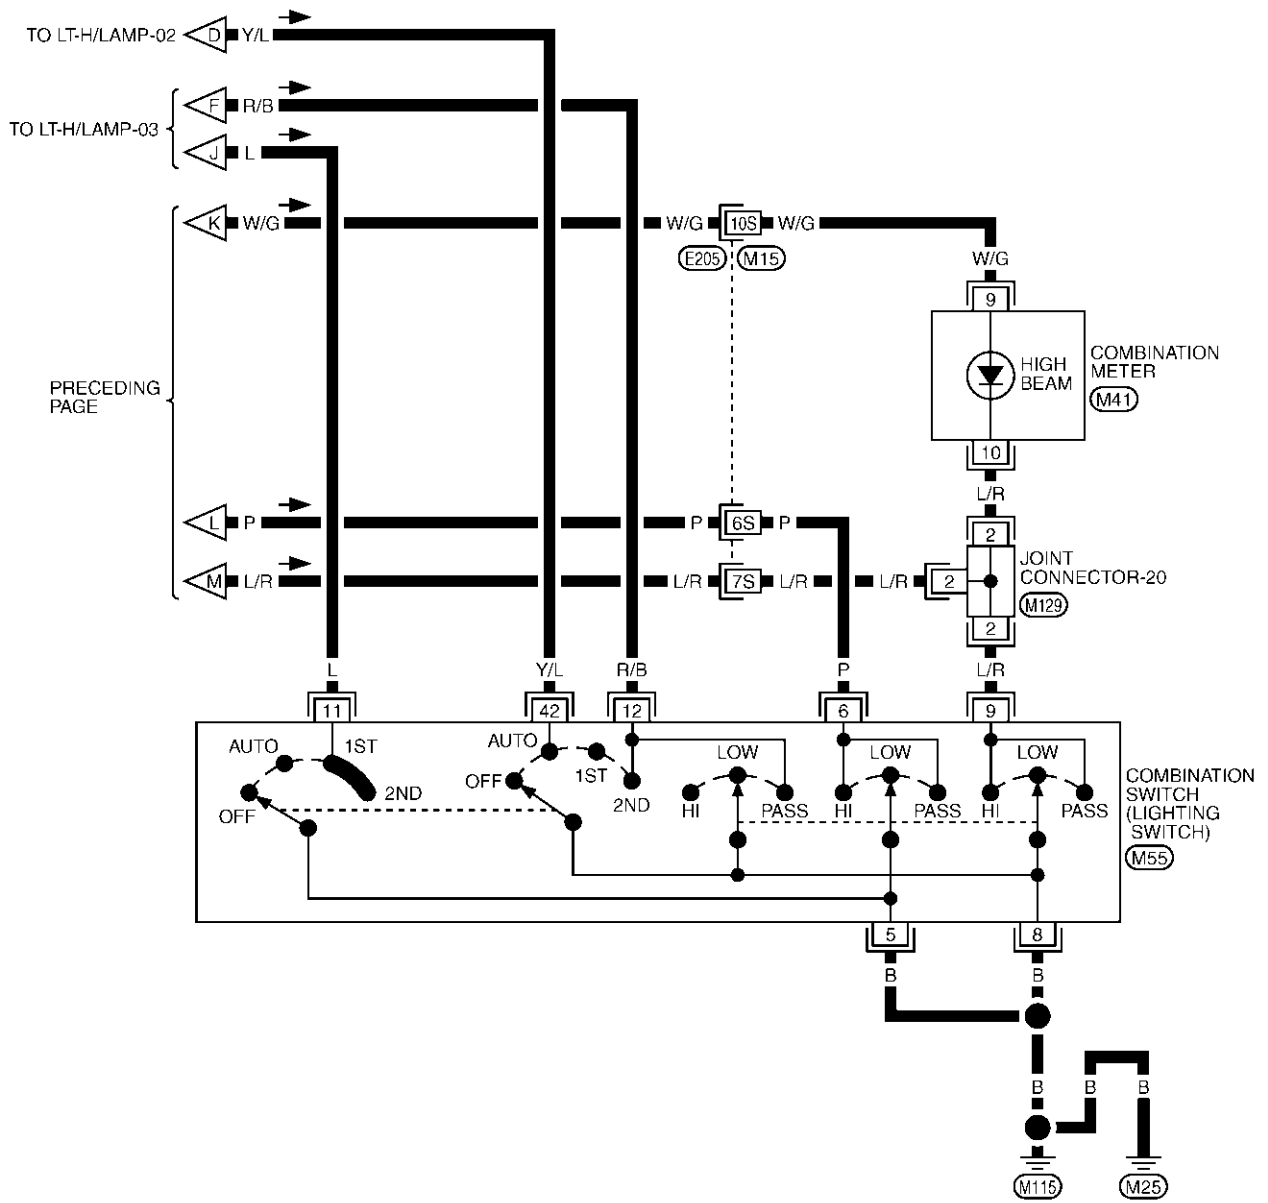 TO LT-H/LAMP-02 D Y/L
F R/B
TO LT-H/LAMP-03
J L
K W/G W/G 10S W/G
E205 M15 W/G
9
HIGH
BEAM
COMBINATION
METER
M41
PRECEDING
PAGE
10
L/R
L P P 6S P 2
JOINT
CONNECTOR-20
M129
M L/R L/R 7S L/R L/R 2
2
L Y/L R/B P L/R
11 42 12 6 9
AUTO 1ST AUTO LOW LOW LOW
OFF 2ND OFF 1ST 2ND HI PASS HI PASS HI PASS
COMBINATION
SWITCH
(LIGHTING
SWITCH)
M55
5 8
B B
B B B
M115 M25